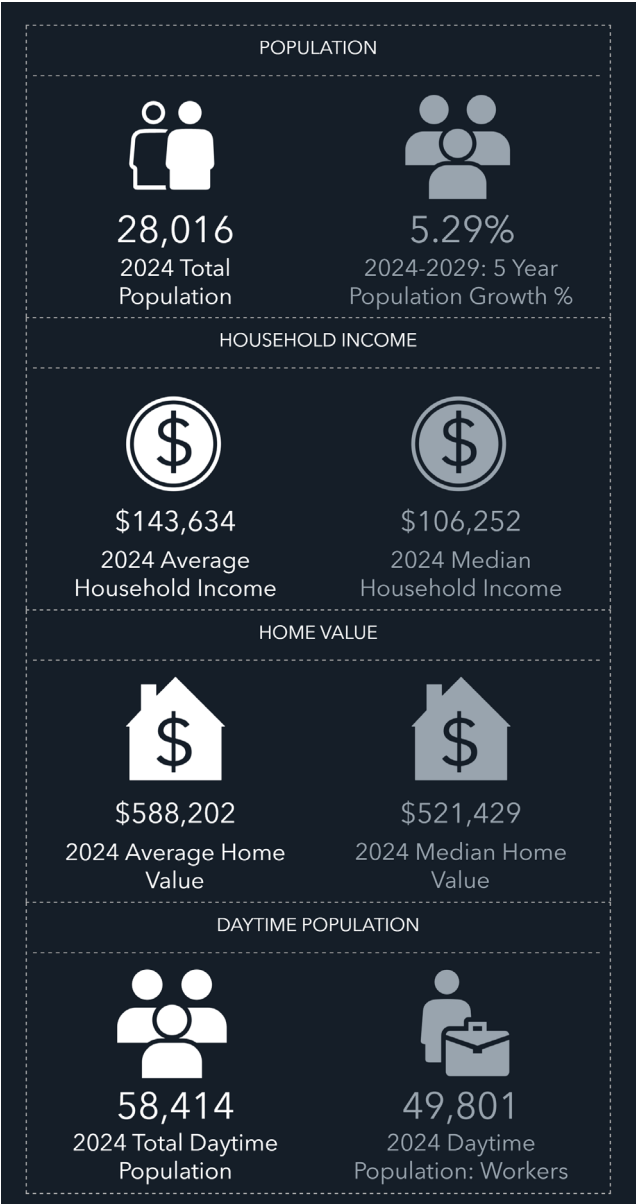 POPULATION
28,016
2024 Total
Population
5.29%
2024-2029: 5 Year
Population Growth %
HOUSEHOLD INCOME
$
$143,634
2024 Average
Household Income
$
$106,252
2024 Median
Household Income
HOME VALUE
$
$588,202
2024 Average Home
Value
$
$521,429
2024 Median Home
Value
DAYTIME POPULATION
58,414
2024 Total Daytime
Population
49,801
2024 Daytime
Population: Workers